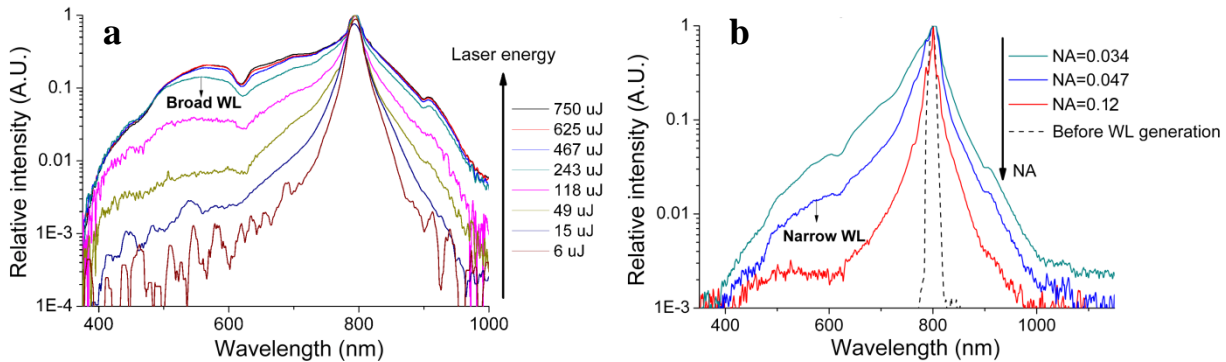 a
Relative intensity (A.U.)
1
0.1
0.01
1E-3
1E-4
400
600
800
1000
Wavelength (nm)
Broad WL
Laser energy
750 uJ
625 uJ
467 uJ
243 uJ
118 uJ
49 uJ
15 uJ
6 uJ
b
Relative intensity (A.U.)
1
0.1
0.01
1E-3
400
600
800
1000
Wavelength (nm)
Narrow WL
NA=0.034
NA=0.047
NA=0.12
Before WL generation
NA